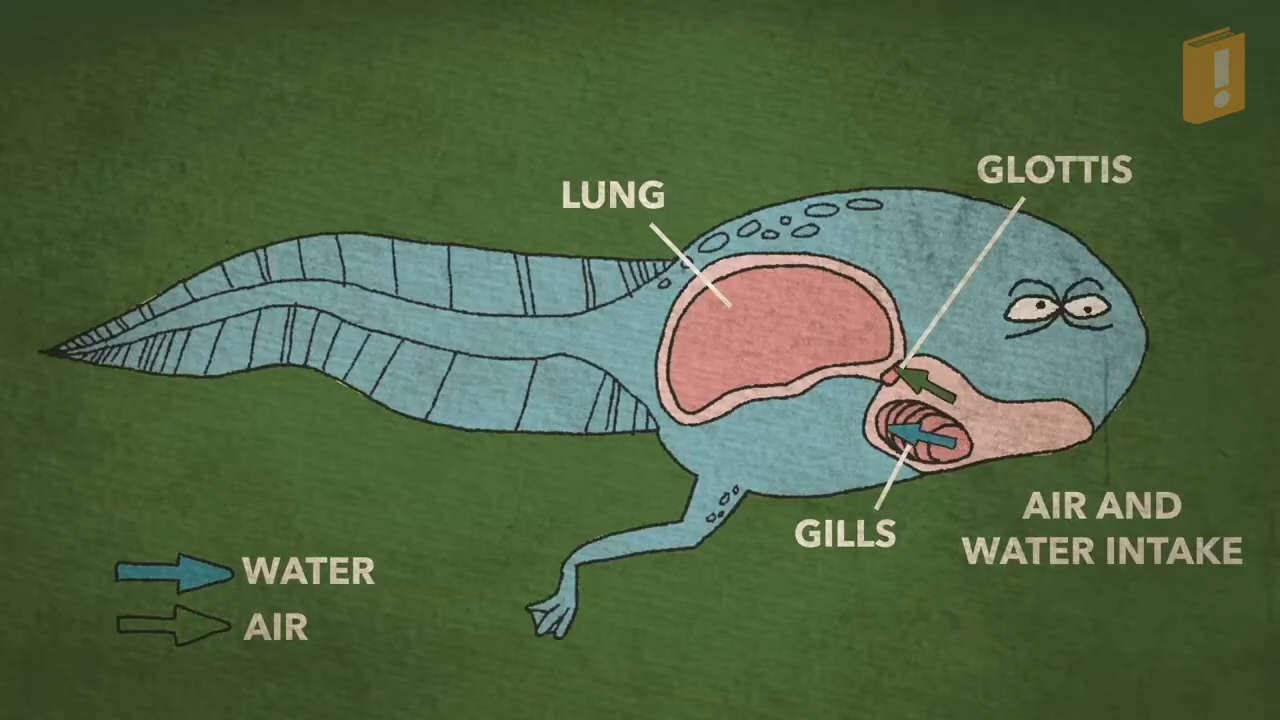 GLOTTIS
LUNG
GILLS
AIR AND
WATER INTAKE
WATER
AIR
!